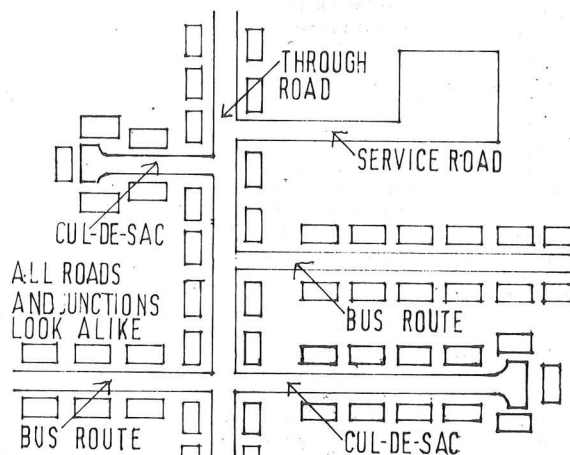 THROUGH
ROAD
SERVICE ROAD
CUL-DE-SAC
ALL ROADS
AND JUNCTIONS
LOOK ALIKE
BUS ROUTE
BUS ROUTE
CUL-DE-SAC